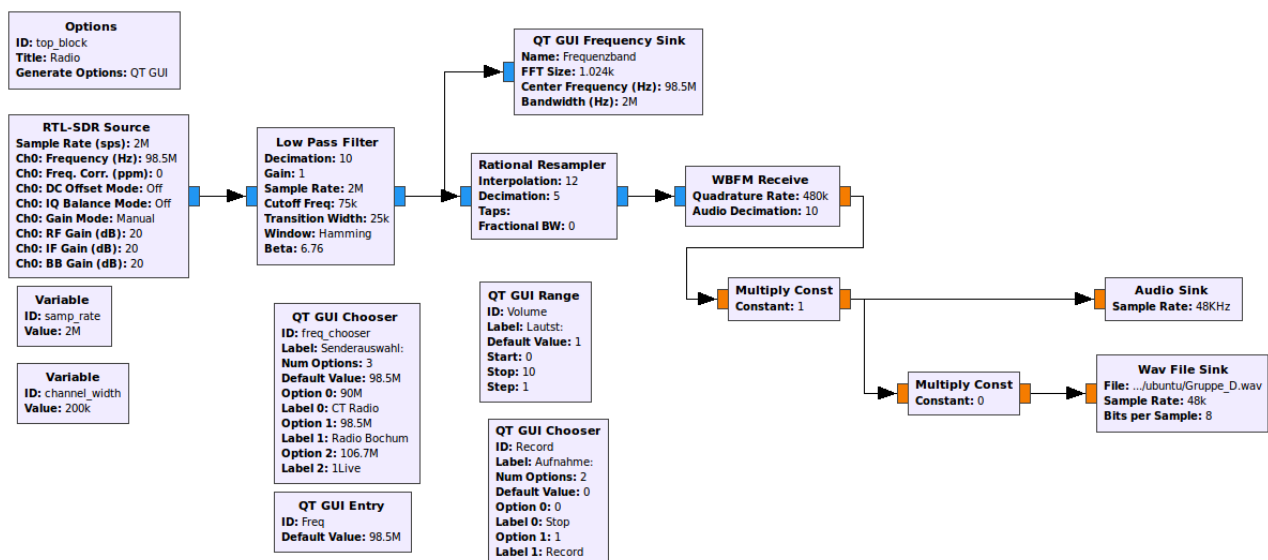 Options
ID: top_block
Title: Radio
Generate Options: QT GUI
RTL-SDR Source
Sample Rate (sps): 2M
Ch0: Frequency (Hz): 98.5M
Ch0: Freq. Corr. (ppm): 0
Ch0: DC Offset Mode: Off
Ch0: IQ Balance Mode: Off
Ch0: Gain Mode: Manual
Ch0: RF Gain (dB): 20
Ch0: IF Gain (dB): 20
Ch0: BB Gain (dB): 20
Variable
ID: samp_rate
Value: 2M
Variable
ID: channel_width
Value: 200k
Low Pass Filter
Decimation: 10
Gain: 1
Sample Rate: 2M
Cutoff Freq: 75k
Transition Width: 25k
Window: Hamming
Beta: 6.76
QT GUI Chooser
ID: freq_chooser
Label: Senderauswahl:
Num Options: 3
Default Value: 98.5M
Option 0: 90M
Label 0: CT Radio
Option 1: 98.5M
Label 1: Radio Bochum
Option 2: 106.7M
Label 2: 1Live
QT GUI Entry
ID: Freq
Default Value: 98.5M
QT GUI Frequency Sink
Name: Frequenzband
FFT Size: 1.024k
Center Frequency (Hz): 98.5M
Bandwidth (Hz): 2M
Rational Resampler
Interpolation: 12
Decimation: 5
Taps:
Fractional BW: 0
QT GUI Range
ID: Volume
Label: Lautst:
Default Value: 1
Start: 0
Stop: 10
Step: 1
QT GUI Chooser
ID: Record
Label: Aufnahme:
Num Options: 2
Default Value: 0
Option 0: 0
Label 0: Stop
Option 1: 1
Label 1: Record
WBFM Receive
Quadrature Rate: 480k
Audio Decimation: 10
Multiply Const
Constant: 1
Multiply Const
Constant: 0
Audio Sink
Sample Rate: 48KHz
Wav File Sink
File: .../ubuntu/Gruppe_D.wav
Sample Rate: 48k
Bits per Sample: 8